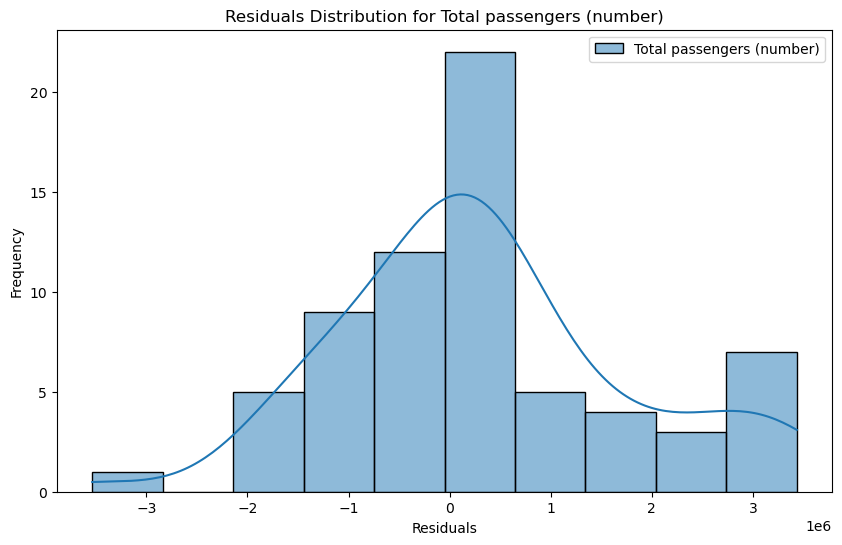 Residuals Distribution for Total passengers (number)
Total passengers (number)
Frequency
20
15
10
5
0
−3
−2
−1
0
1
2
3
1e6
Residuals